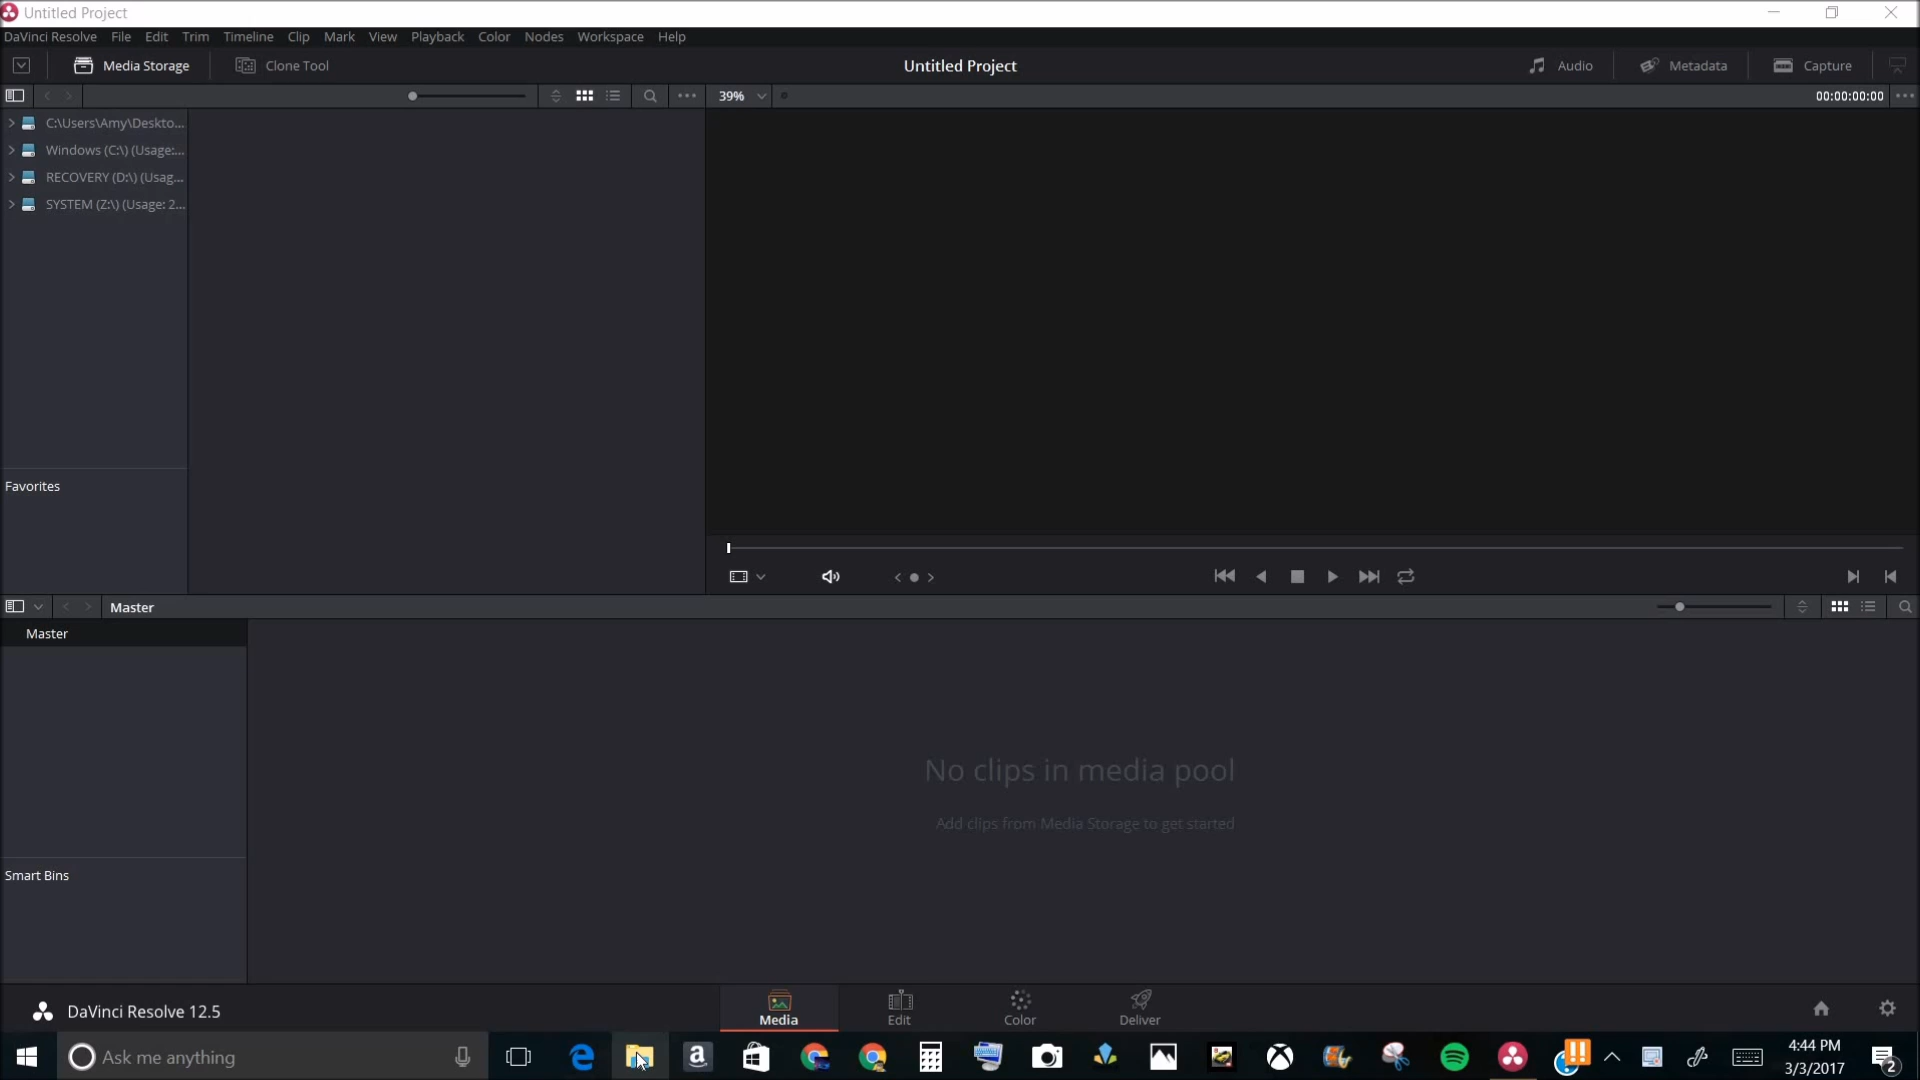 Untitled Project
DaVinci Resolve File Edit Trim Timeline Clip Mark View Playback Color Nodes Workspace Help
Media Storage Clone Tool Untitled Project Audio Metadata Capture
39% 00:00:00:00
C:\Users\Amy\Deskto...
Windows (C:\) (Usage:...
RECOVERY (D:\) (Usag...
SYSTEM (Z:\) (Usage: 2...
Favorites
Master
Master
No clips in media pool
Add clips from Media Storage to get started
Smart Bins
DaVinci Resolve 12.5
Media Edit Color Deliver
Ask me anything
4:44 PM
3/3/2017
2